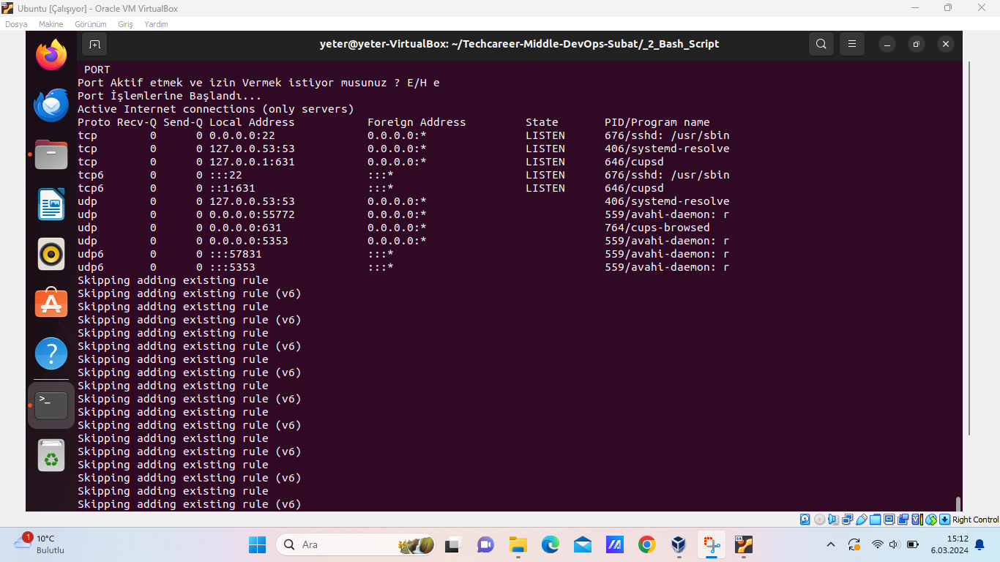 Ubuntu [Çalışıyor] - Oracle VM VirtualBox
Dosya Makine Görünüm Giriş Yardım
yeter@yeter-VirtualBox: ~/Techcareer-Middle-DevOps-Subat/_2_Bash_Script
PORT
Port Aktif etmek ve izin Vermek istiyor musunuz ? E/H e
Port İşlemlerine Başlandı...
Active Internet connections (only servers)
Proto Recv-Q Send-Q Local Address Foreign Address State PID/Program name
tcp 0 0 0.0.0.0:22 0.0.0.0:* LISTEN 676/sshd: /usr/sbin
tcp 0 0 127.0.0.53:53 0.0.0.0:* LISTEN 406/systemd-resolve
tcp 0 0 127.0.0.1:631 0.0.0.0:* LISTEN 646/cupsd
tcp6 0 0 :::22 :::* LISTEN 676/sshd: /usr/sbin
tcp6 0 0 ::1:631 :::* LISTEN 646/cupsd
udp 0 0 127.0.0.53:53 0.0.0.0:* 406/systemd-resolve
udp 0 0 0.0.0.0:55772 0.0.0.0:* 559/avahi-daemon: r
udp 0 0 0.0.0.0:631 0.0.0.0:* 764/cups-browsed
udp 0 0 0.0.0.0:5353 0.0.0.0:* 559/avahi-daemon: r
udp6 0 0 :::57831 :::* 559/avahi-daemon: r
udp6 0 0 :::5353 :::* 559/avahi-daemon: r
Skipping adding existing rule
Skipping adding existing rule (v6)
Skipping adding existing rule
Skipping adding existing rule (v6)
Skipping adding existing rule
Skipping adding existing rule (v6)
Skipping adding existing rule
Skipping adding existing rule (v6)
Skipping adding existing rule
Skipping adding existing rule (v6)
Skipping adding existing rule
Skipping adding existing rule (v6)
Skipping adding existing rule
Skipping adding existing rule (v6)
Skipping adding existing rule
Skipping adding existing rule (v6)
Skipping adding existing rule
Skipping adding existing rule (v6)
Right Control
1
10°C
Bulutlu
Ara
15:12
6.03.2024